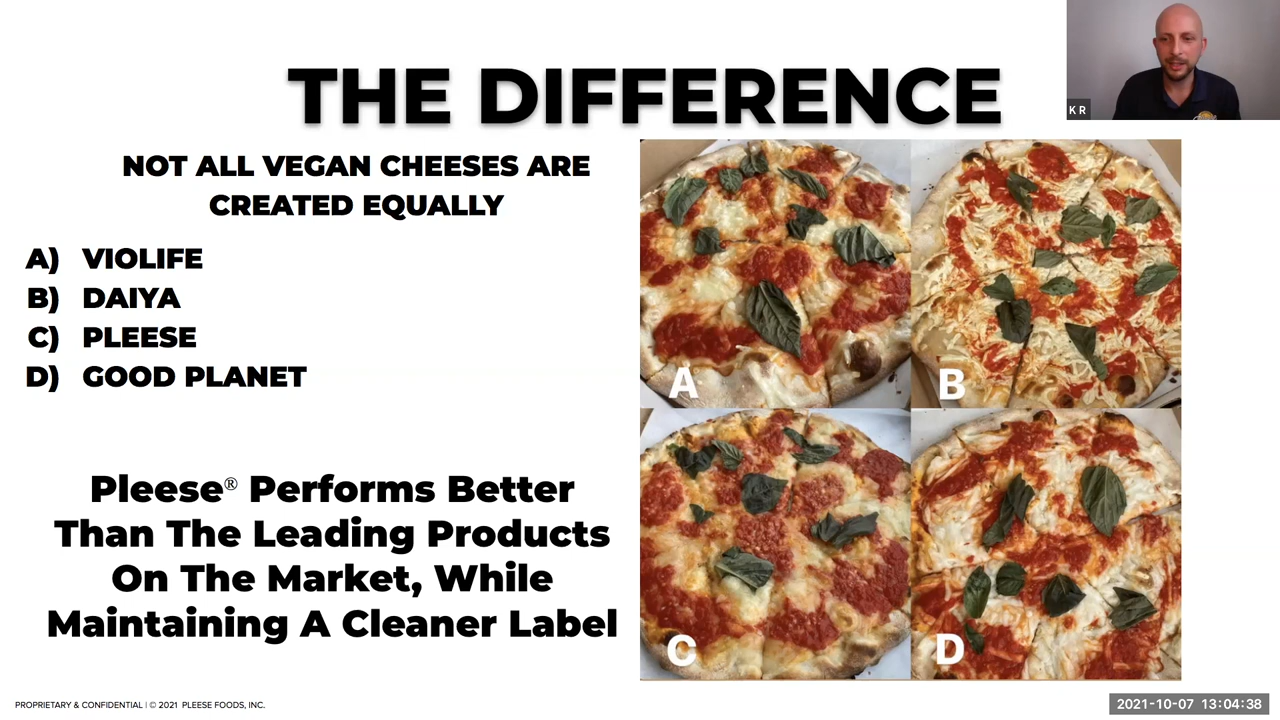 THE DIFFERENCE
K R
NOT ALL VEGAN CHEESES ARE
CREATED EQUALLY
A) VIOLIFE
B) DAIYA
C) PLEESE
D) GOOD PLANET
Pleese® Performs Better
Than The Leading Products
On The Market, While
Maintaining A Cleaner Label
A
B
C
D
PROPRIETARY & CONFIDENTIAL | © 2021 PLEESE FOODS, INC.
2021-10-07 13:04:38